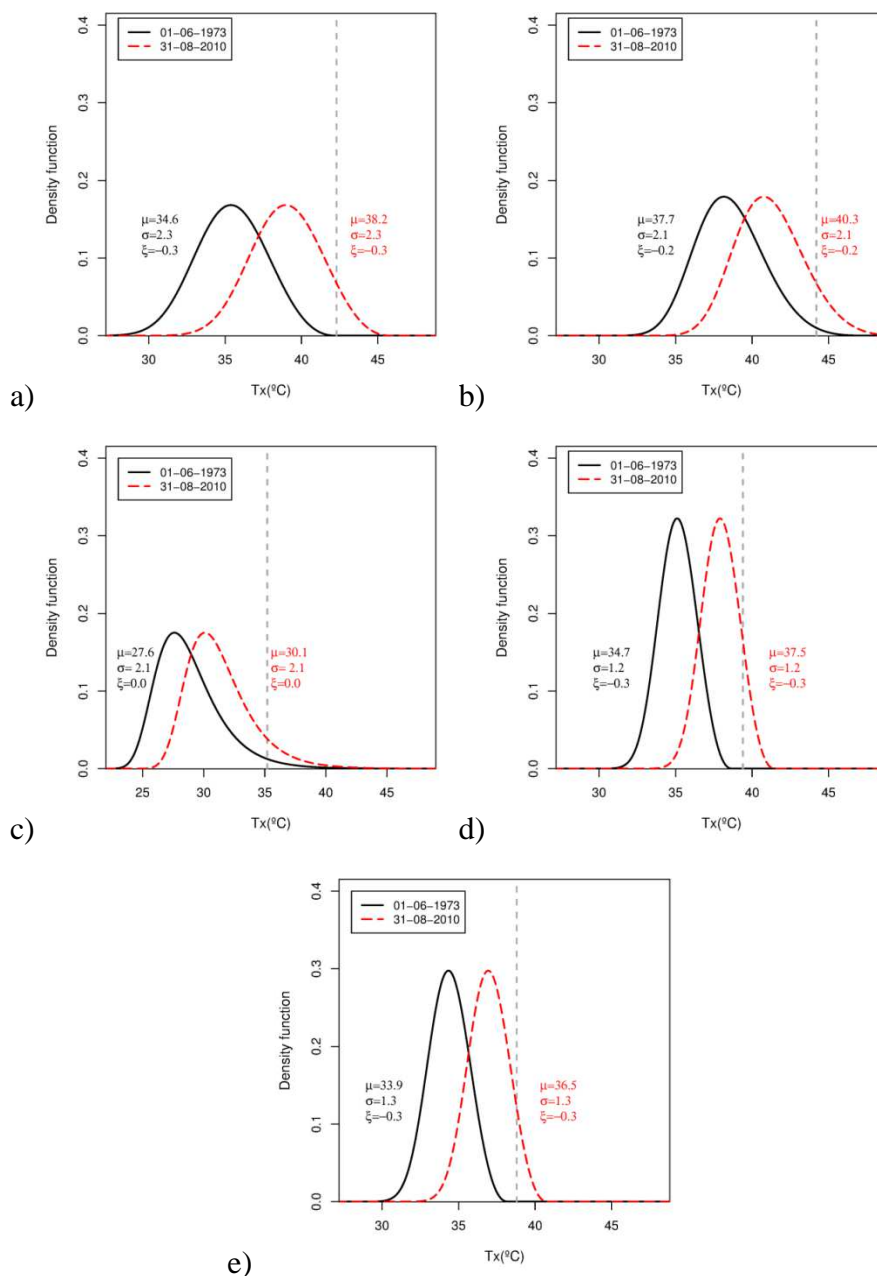 0.4
0.3
0.2
0.1
0.0
Density function
01−06−1973
31−08−2010
μ=34.6
σ=2.3
ξ=−0.3
μ=38.2
σ=2.3
ξ=−0.3
30 35 40 45
Tx(ºC)
a)
0.4
0.3
0.2
0.1
0.0
Density function
01−06−1973
31−08−2010
μ=37.7
σ=2.1
ξ=−0.2
μ=40.3
σ=2.1
ξ=−0.2
30 35 40 45
Tx(ºC)
b)
0.4
0.3
0.2
0.1
0.0
Density function
01−06−1973
31−08−2010
μ=27.6
σ= 2.1
ξ=0.0
μ=30.1
σ= 2.1
ξ=0.0
25 30 35 40 45
Tx(ºC)
c)
0.4
0.3
0.2
0.1
0.0
Density function
01−06−1973
31−08−2010
μ=34.7
σ=1.2
ξ=−0.3
μ=37.5
σ=1.2
ξ=−0.3
30 35 40 45
Tx(ºC)
d)
0.4
0.3
0.2
0.1
0.0
Density function
01−06−1973
31−08−2010
μ=33.9
σ=1.3
ξ=−0.3
μ=36.5
σ=1.3
ξ=−0.3
30 35 40 45
Tx(ºC)
e)